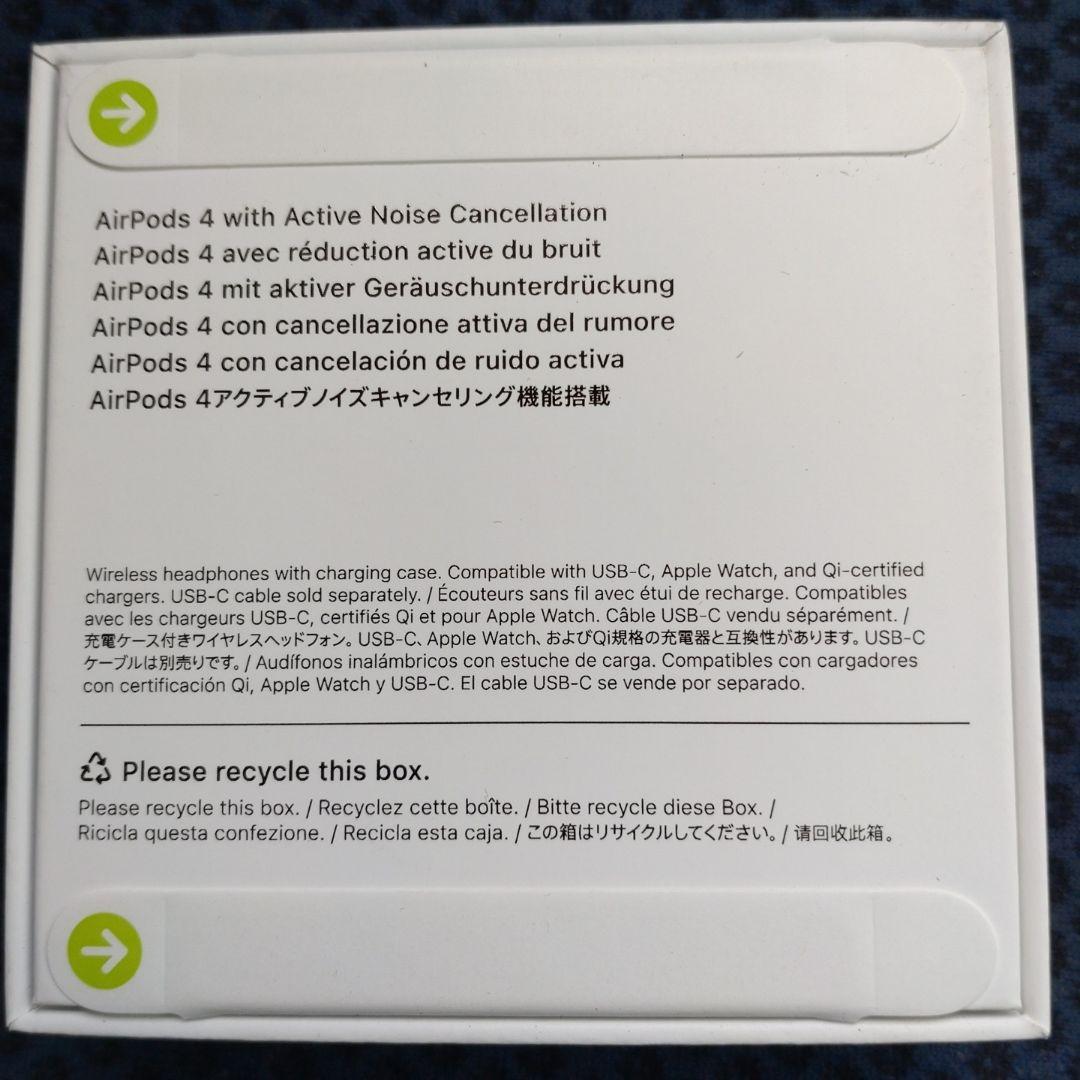 AirPods 4 with Active Noise Cancellation
AirPods 4 avec réduction active du bruit
AirPods 4 mit aktiver Geräuschunterdrückung
AirPods 4 con cancellazione attiva del rumore
AirPods 4 con cancelación de ruido activa
AirPods 4アクティブノイズキャンセリング機能搭載
Wireless headphones with charging case. Compatible with USB-C, Apple Watch, and Qi-certified
chargers. USB-C cable sold separately. / Écouteurs sans fil avec étui de recharge. Compatibles
avec les chargeurs USB-C, certifiés Qi et pour Apple Watch. Câble USB-C vendu séparément. /
充電ケース付きワイヤレスヘッドフォン。USB-C、Apple Watch、およびQi規格の充電器と互換性があります。USB-C
ケーブルは別売りです。/ Audífonos inalámbricos con estuche de carga. Compatibles con cargadores
con certificación Qi, Apple Watch y USB-C. El cable USB-C se vende por separado.
Please recycle this box.
Please recycle this box. / Recyclez cette boîte. / Bitte recycle diese Box. /
Ricicla questa confezione. / Recicla esta caja. / この箱はリサイクルしてください。/ 请回收此箱。